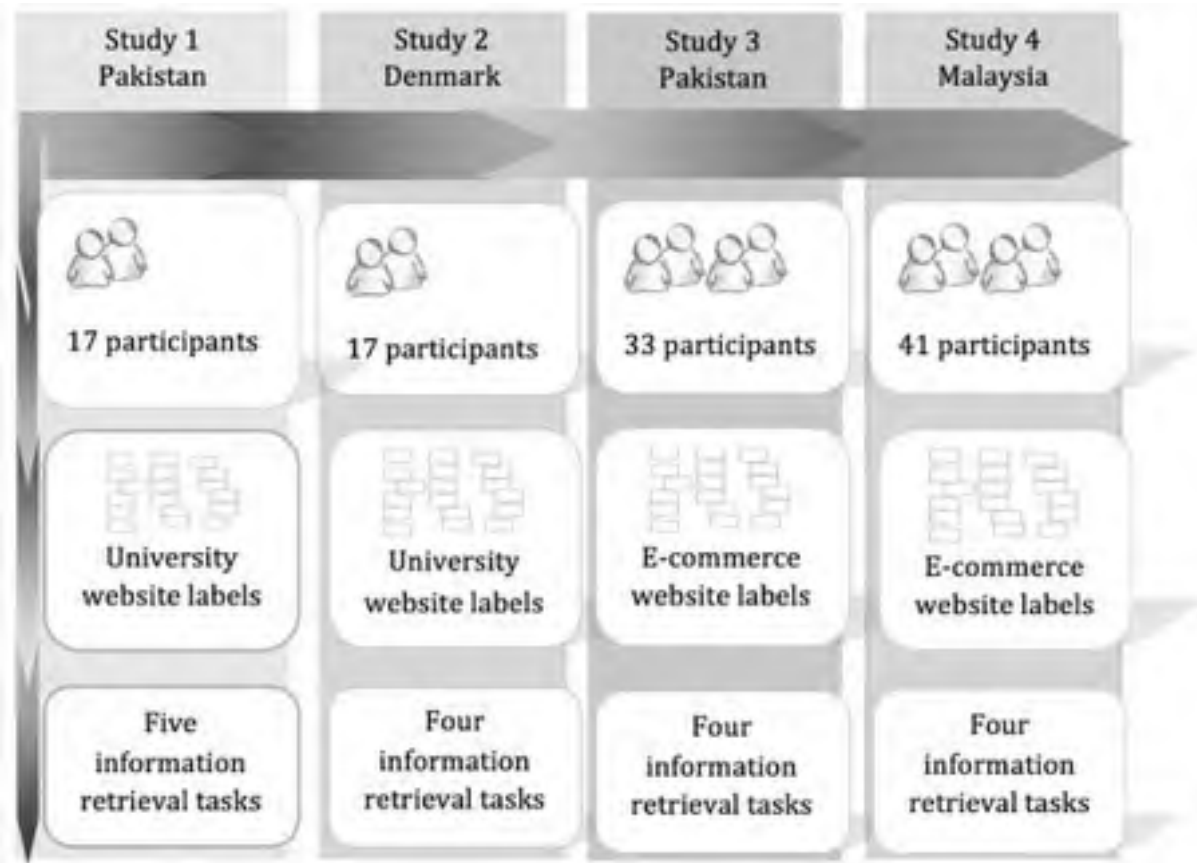 Study 1
Pakistan
Study 2
Denmark
Study 3
Pakistan
Study 4
Malaysia
17 participants
17 participants
33 participants
41 participants
University
website labels
University
website labels
E-commerce
website labels
E-commerce
website labels
Five
information
retrieval tasks
Four
information
retrieval tasks
Four
information
retrieval tasks
Four
information
retrieval tasks